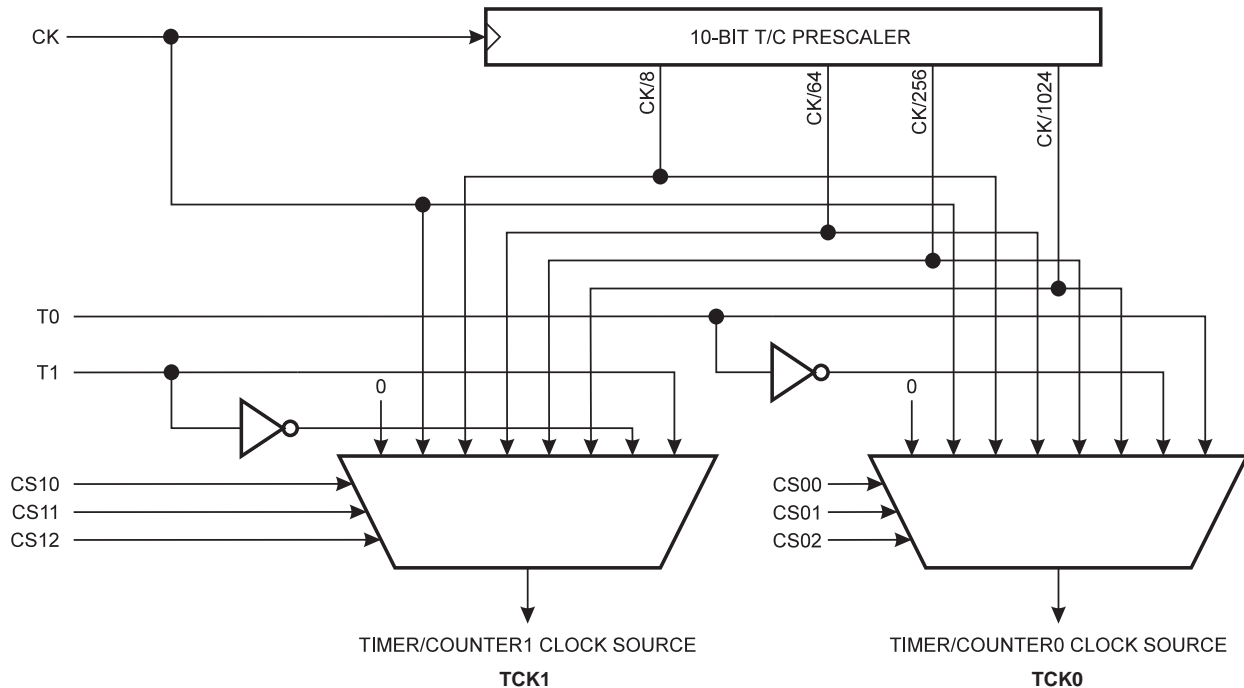 CK
10-BIT T/C PRESCALER
CK/8
CK/64
CK/256
CK/1024
T0
T1
0
0
CS10
CS11
CS12
CS00
CS01
CS02
TIMER/COUNTER1 CLOCK SOURCE
TCK1
TIMER/COUNTER0 CLOCK SOURCE
TCK0